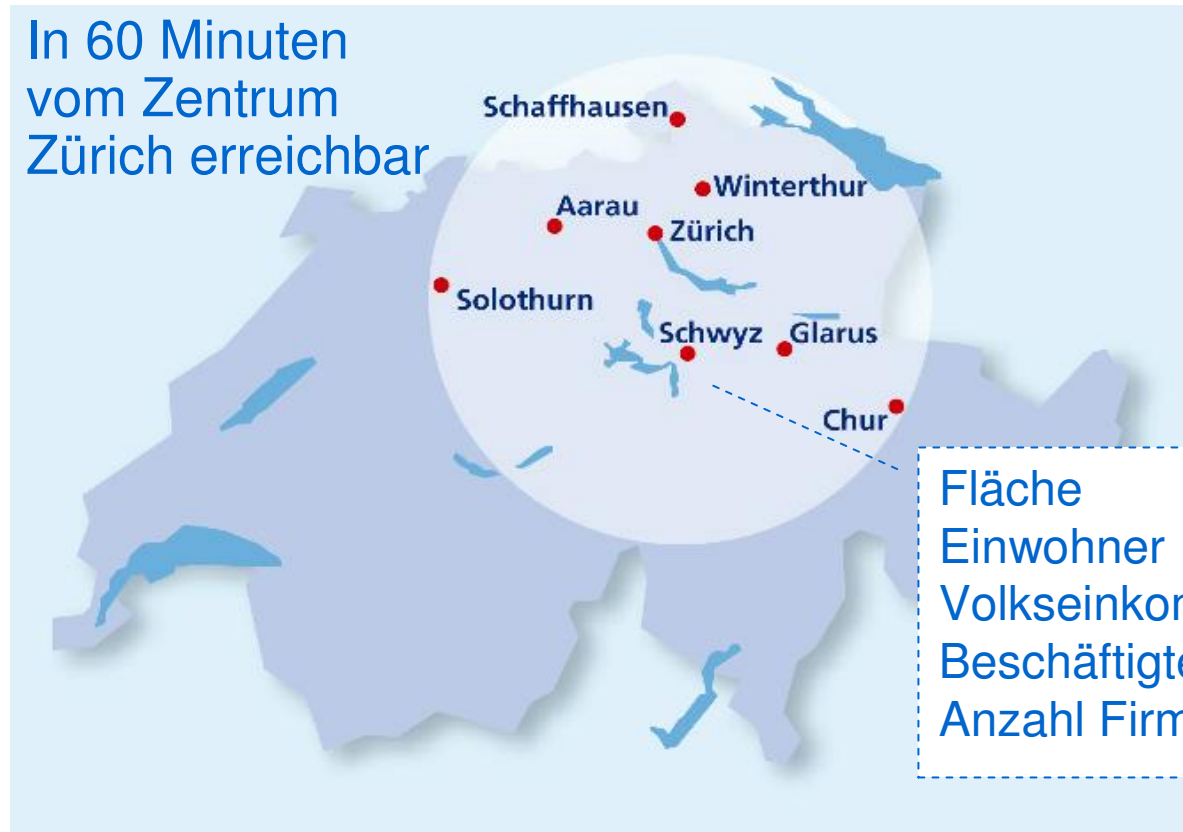 In 60 Minuten
vom Zentrum
Zürich erreichbar
Schaffhausen
Winterthur
Aarau
Zürich
Solothurn
Schwyz
Glarus
Chur
Fläche
Einwohner
Anzahl